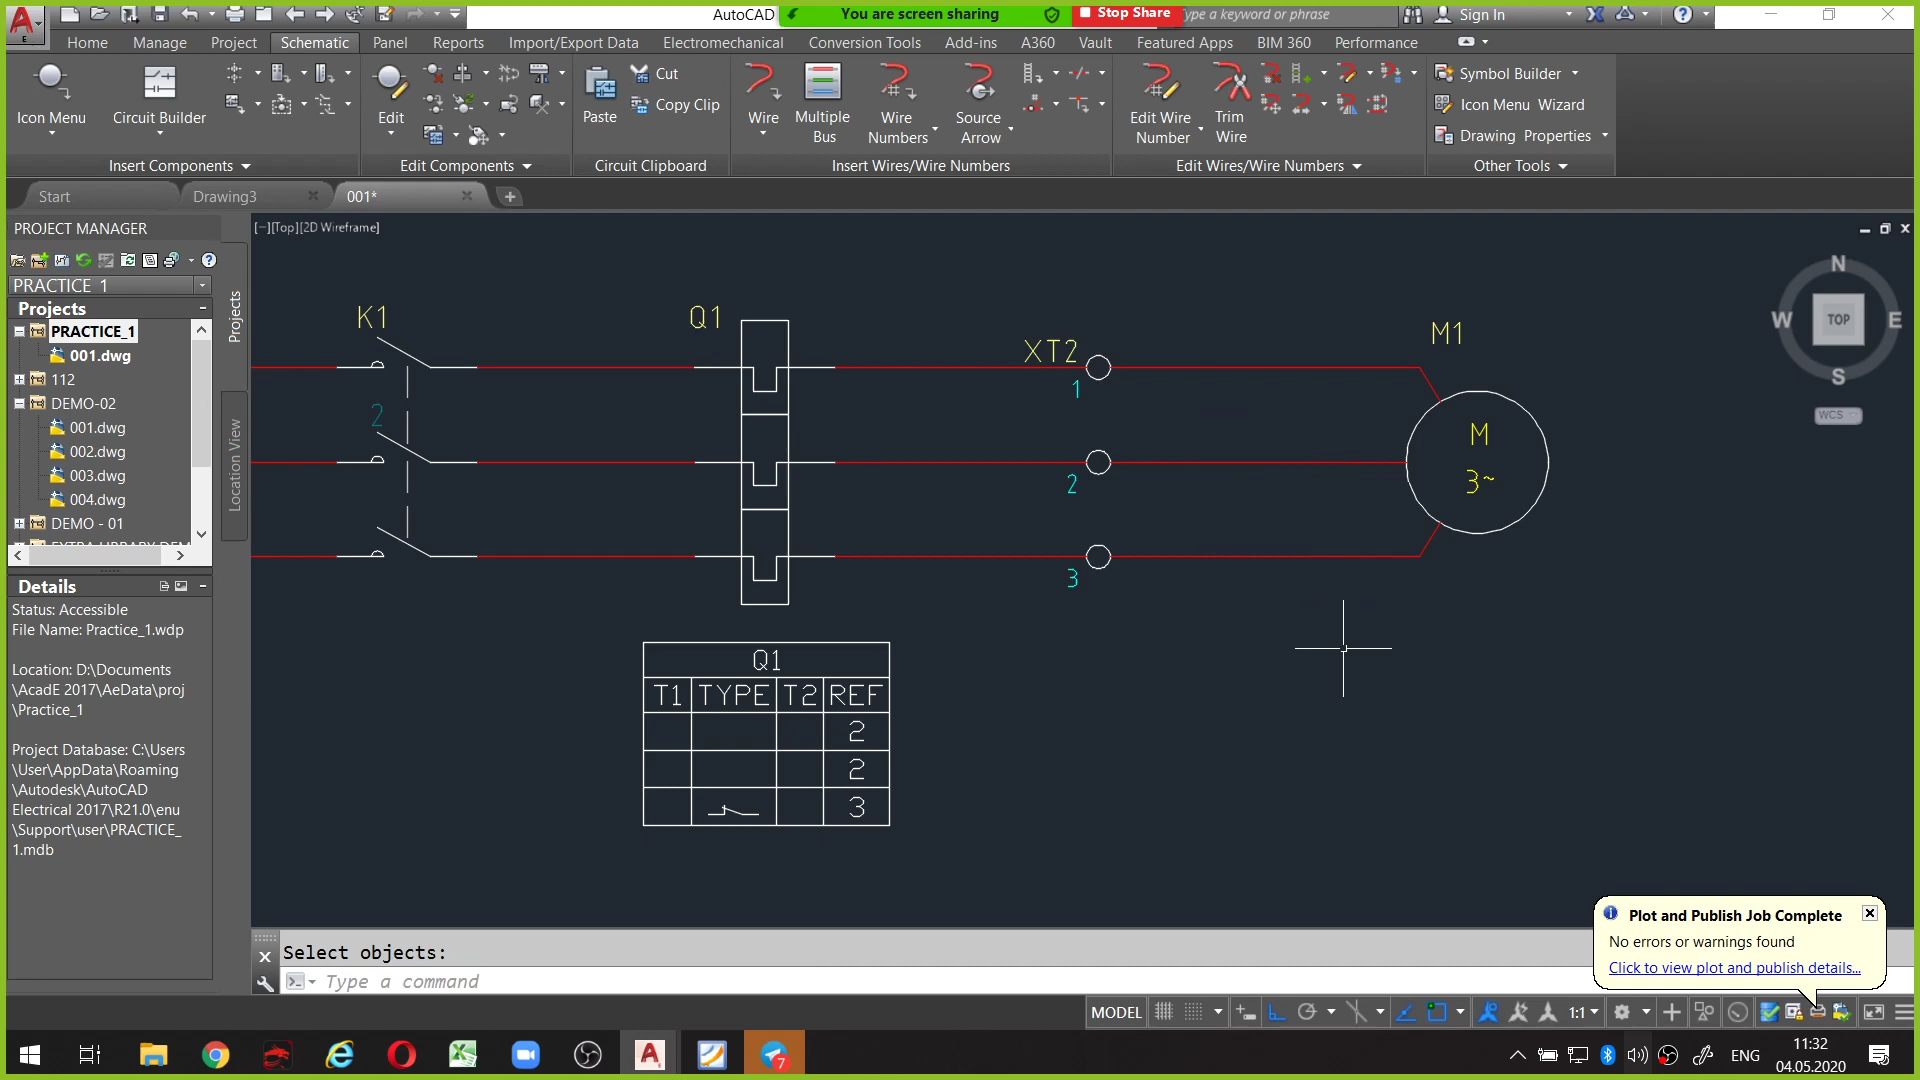 AutoCAD
You are screen sharing
Stop Share
Type a keyword or phrase
Sign In
Home
Manage
Project
Schematic
Panel
Reports
Import/Export Data
Electromechanical
Conversion Tools
Add-ins
A360
Vault
Featured Apps
BIM 360
Performance
Icon Menu
Circuit Builder
Edit
Paste
Cut
Copy Clip
Wire
Multiple Bus
Wire Numbers
Source Arrow
Edit Wire Number
Trim Wire
Symbol Builder
Icon Menu Wizard
Drawing Properties
Insert Components
Edit Components
Circuit Clipboard
Insert Wires/Wire Numbers
Edit Wires/Wire Numbers
Other Tools
Start
Drawing3
001*
PROJECT MANAGER
PRACTICE_1
Projects
PRACTICE_1
001.dwg
112
DEMO-02
001.dwg
002.dwg
003.dwg
004.dwg
DEMO - 01
EXTRA LIBRARY DEM
Projects
Location View
Details
Status: Accessible
File Name: Practice_1.wdp
Location: D:\Documents
\AcadE 2017\AeData\proj
\Practice_1
Project Database: C:\Users
\User\AppData\Roaming
\Autodesk\AutoCAD
Electrical 2017\R21.0\enu
\Support\user\PRACTICE_
1.mdb
[−][Top][2D Wireframe]
K1
2
Q1
XT2
1
2
3
M1
M
3~
Q1
T1 TYPE T2 REF
2
2
3
N
W TOP E
S
WCS
Select objects:
Type a command
Plot and Publish Job Complete
No errors or warnings found
Click to view plot and publish details...
MODEL
1:1
7
ENG
11:32
04.05.2020